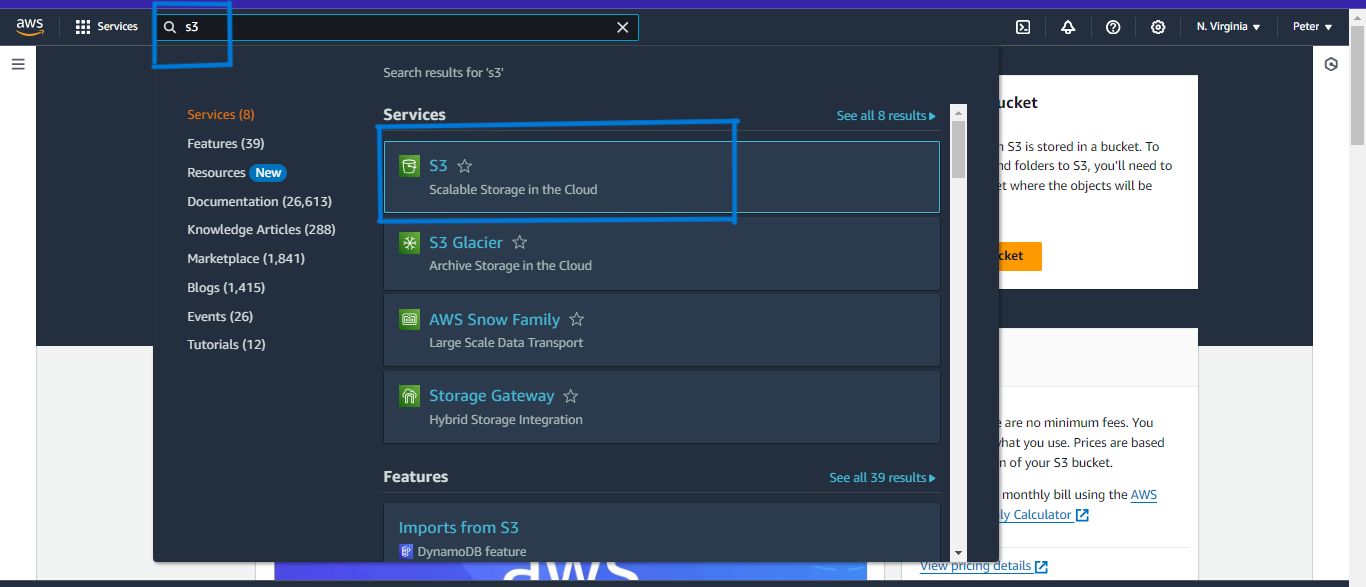 aws
Services
s3
N. Virginia
Peter
Search results for 's3'
Services (8)
Features (39)
Resources New
Documentation (26,613)
Knowledge Articles (288)
Marketplace (1,841)
Blogs (1,415)
Events (26)
Tutorials (12)
Services
See all 8 results
S3
Scalable Storage in the Cloud
S3 Glacier
Archive Storage in the Cloud
AWS Snow Family
Large Scale Data Transport
Storage Gateway
Hybrid Storage Integration
Features
See all 39 results
Imports from S3
DynamoDB feature
S3 is stored in a bucket. To
folders to S3, you'll need to
where the objects will be
are no minimum fees. You
what you use. Prices are based
of your S3 bucket.
monthly bill using the AWS
Calculator
View pricing details
aws